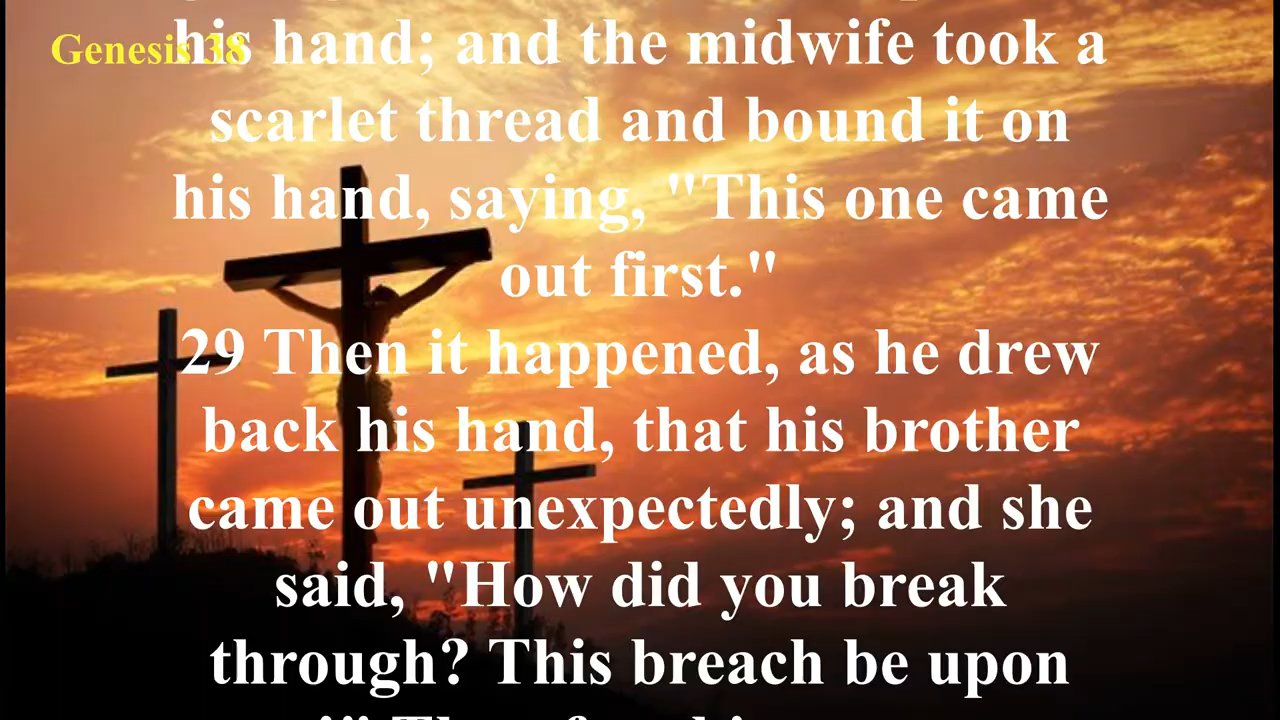 Genesis 38
his hand; and the midwife took a
scarlet thread and bound it on
his hand, saying, "This one came
out first."
29 Then it happened, as he drew
back his hand, that his brother
came out unexpectedly; and she
said, "How did you break
through? This breach be upon